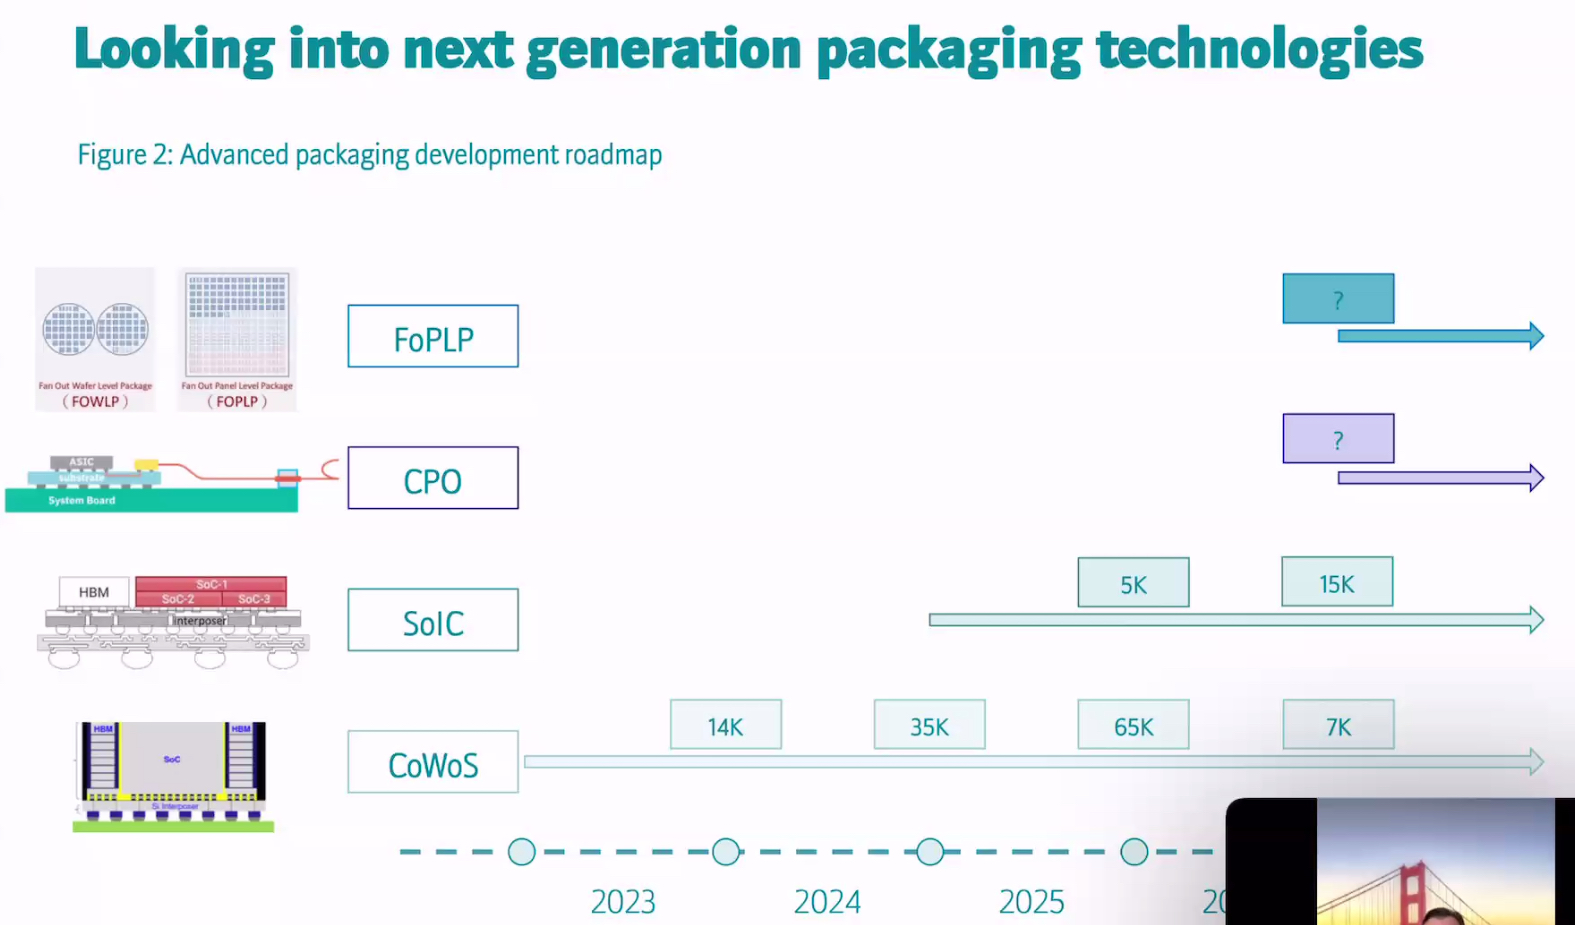 Looking into next generation packaging technologies
Figure 2: Advanced packaging development roadmap
Fan Out Wafer Level Package
( FOWLP )
Fan Out Panel Level Package
( FOPLP )
FoPLP
?
ASIC
substrate
System Board
CPO
?
HBM
SoC-1
SoC-2
SoC-3
interposer
SoIC
5K
15K
HBM
SoC
HBM
Si Interposer
CoWoS
14K
35K
65K
7K
2023
2024
2025